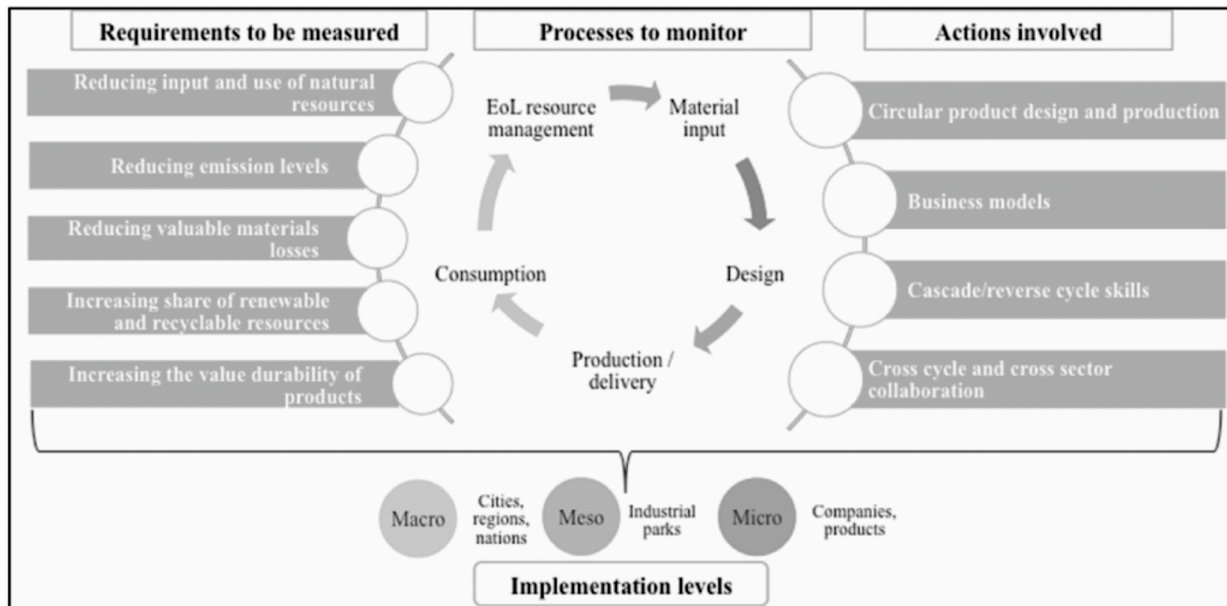 Requirements to be measured
Processes to monitor
Actions involved
Reducing input and use of natural
resources
Reducing emission levels
Reducing valuable materials
losses
Increasing share of renewable
and recyclable resources
Increasing the value durability of
products
EoL resource
management
Material
input
Design
Production /
delivery
Consumption
Circular product design and production
Business models
Cascade/reverse cycle skills
Cross cycle and cross sector
collaboration
Macro
Cities,
regions,
nations
Meso
Industrial
parks
Micro
Companies,
products
Implementation levels